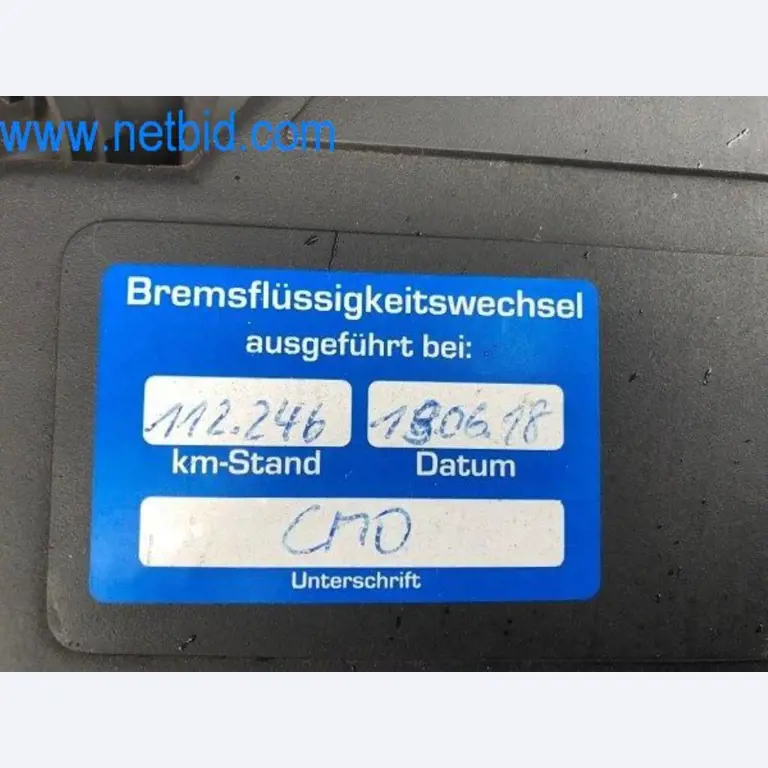 www.netbid.com
Bremsflüssigkeitswechsel
ausgeführt bei:
112.246
km-Stand
Datum
CMO
Unterschrift